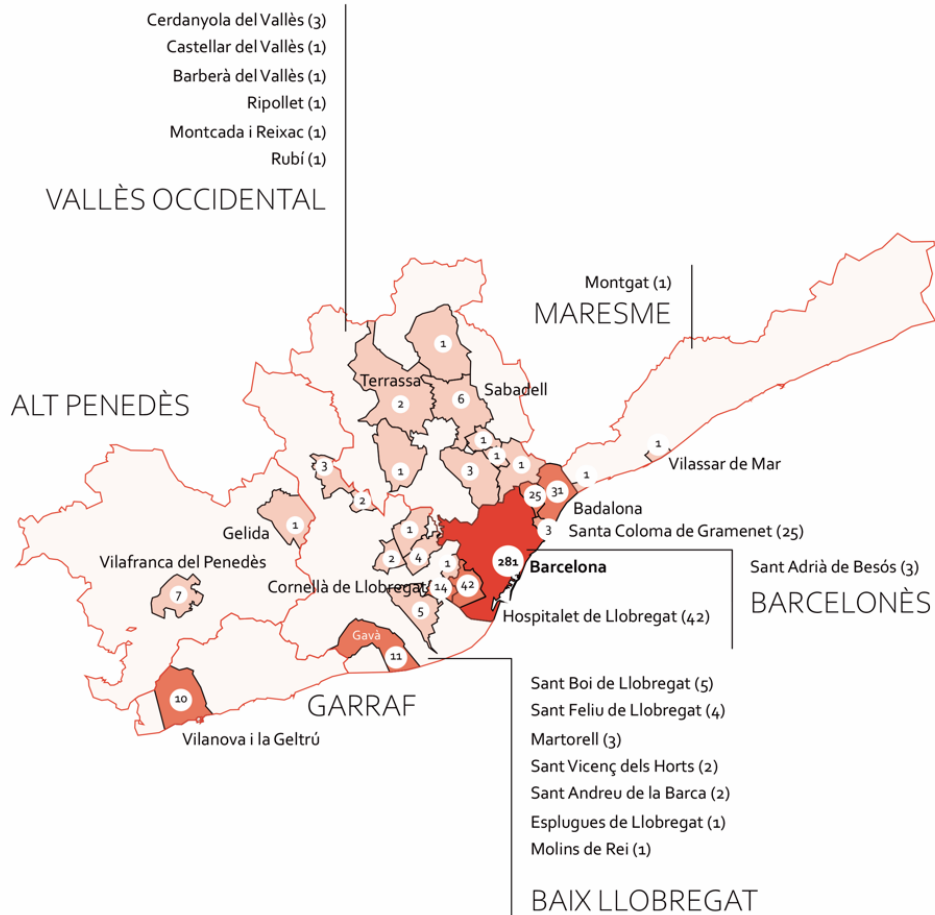 Cerdanyola del Vallès (3)
Castellar del Vallès (1)
Barberà del Vallès (1)
Ripollet (1)
Montcada i Reixac (1)
Rubí (1)
VALLÈS OCCIDENTAL
Montgat (1)
MARESME
1
Terrassa
Sabadell
2
6
ALT PENEDÈS
1
1
1
1
Vilassar de Mar
3
1
3
1
2
25
31
Badalona
1
Gelida
1
3
Santa Coloma de Gramenet (25)
Vilafranca del Penedès
2
4
1
281
Barcelona
Sant Adrià de Besós (3)
BARCELONÈS
Cornellà de Llobregat
14
42
7
5
Hospitalet de Llobregat (42)
Gavà
11
10
GARRAF
Vilanova i la Geltrú
Sant Boi de Llobregat (5)
Sant Feliu de Llobregat (4)
Martorell (3)
Sant Vicenç dels Horts (2)
Sant Andreu de la Barca (2)
Esplugues de Llobregat (1)
Molins de Rei (1)
BAIX LLOBREGAT